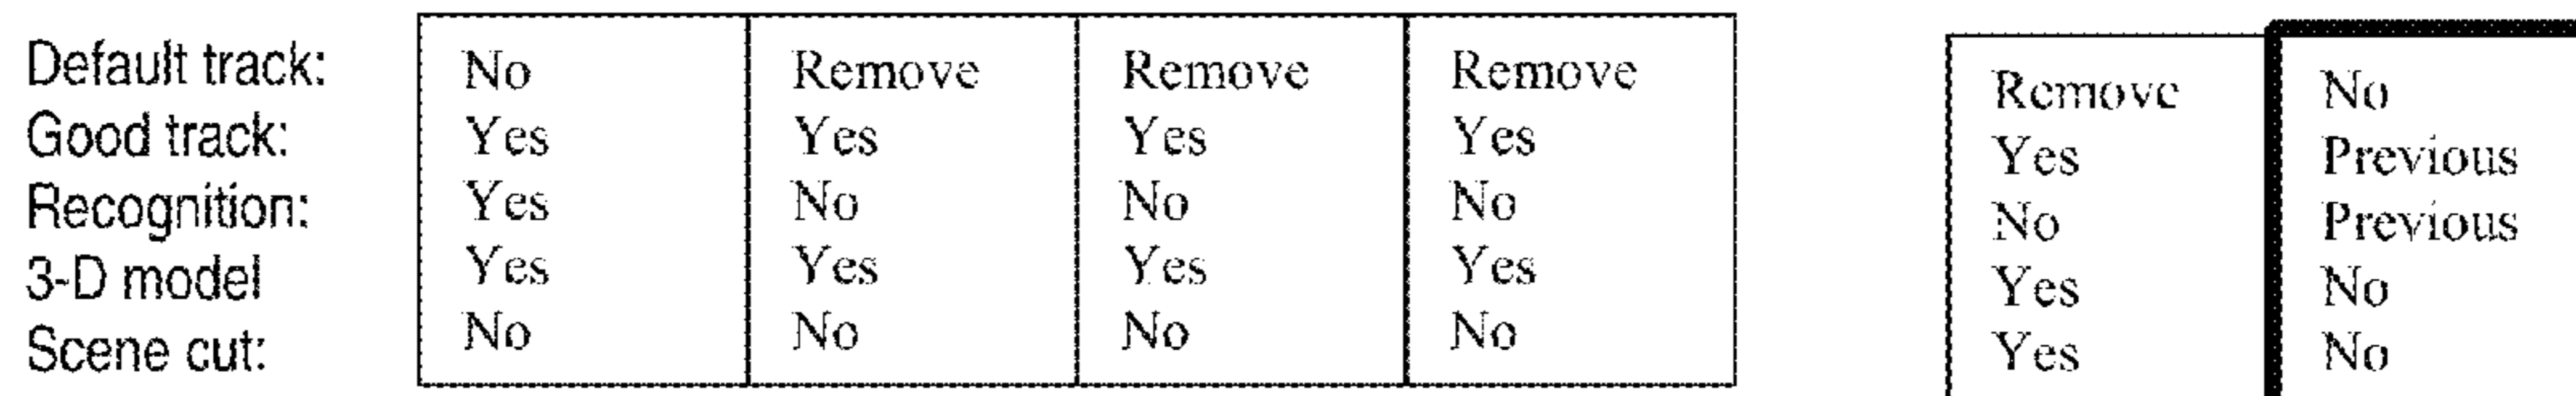 Default track: No Remove Remove Remove Remove No
Good track: Yes Yes Yes Yes Yes Previous
Recognition: Yes No No No No Previous
3-D model Yes Yes Yes Yes Yes No
Scene cut: No No No No Yes No